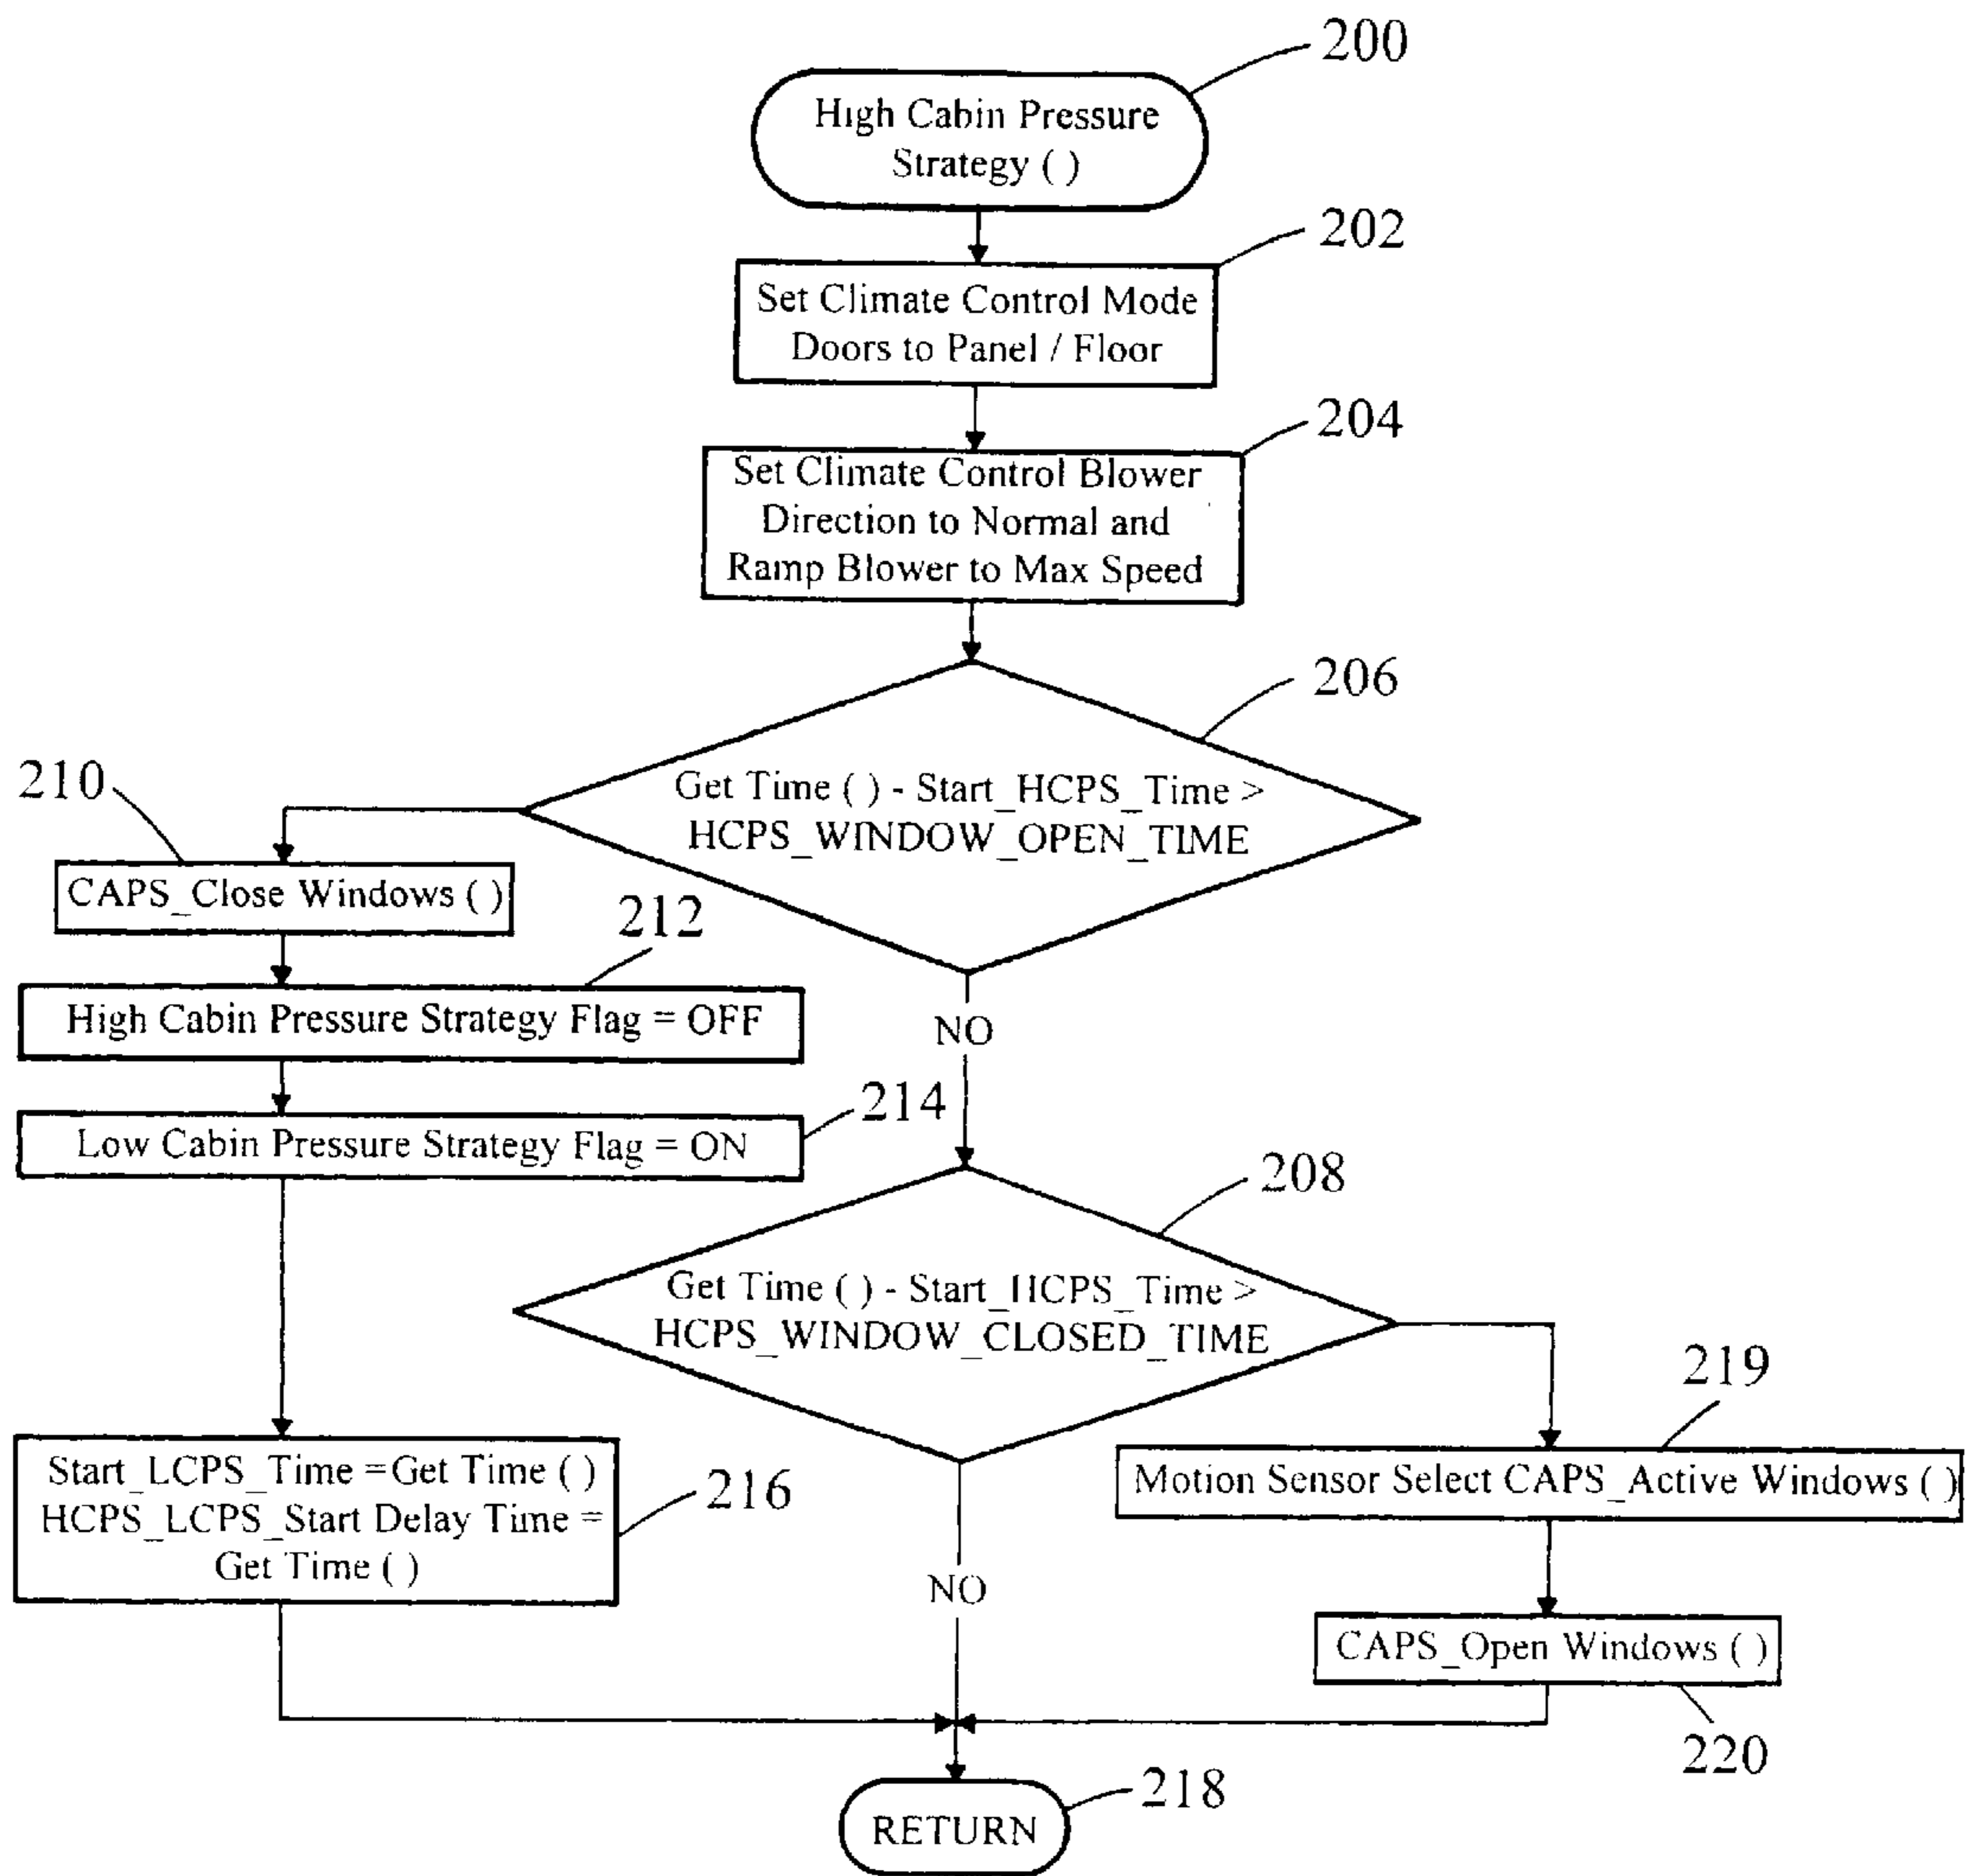 200
High Cabin Pressure
Strategy ( )
202
Set Climate Control Mode
Doors to Panel / Floor
204
Set Climate Control Blower
Direction to Normal and
Ramp Blower to Max Speed
206
Get Time ( ) - Start_HCPS_Time >
HCPS_WINDOW_OPEN_TIME
210
CAPS_Close Windows ( )
212
High Cabin Pressure Strategy Flag = OFF
NO
214
Low Cabin Pressure Strategy Flag = ON
208
Get Time ( ) - Start_HCPS_Time >
HCPS_WINDOW_CLOSED_TIME
219
Motion Sensor Select CAPS_Active Windows ( )
Start_LCPS_Time =Get Time ( )
HCPS_LCPS_Start Delay Time =
Get Time ( )
216
NO
CAPS_Open Windows ( )
220
218
RETURN